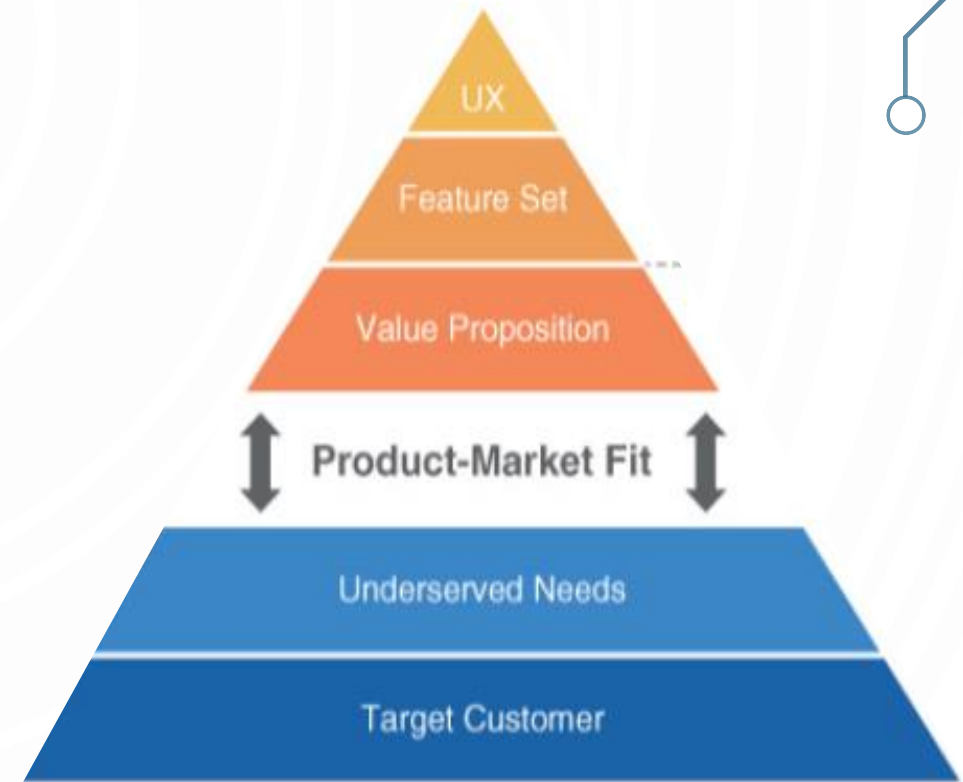 UX
Feature Set
Value Proposition
Product-Market Fit
Underserved Needs
Target Customer